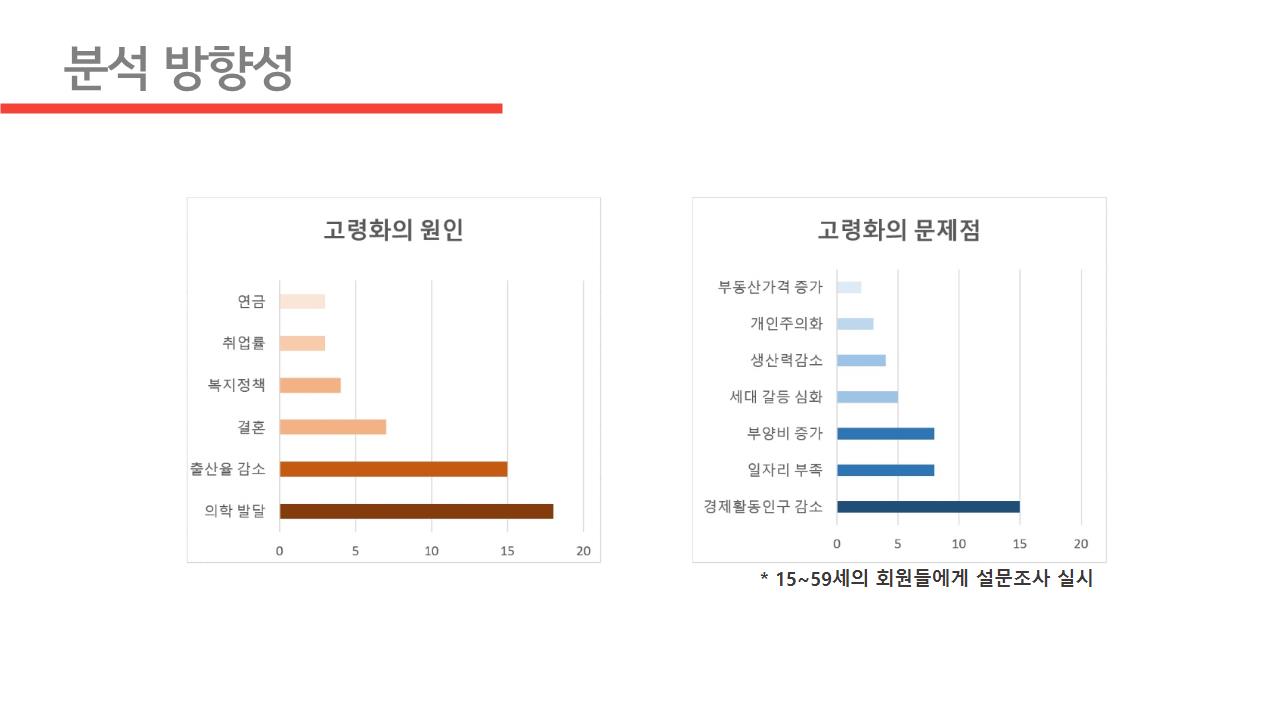 분석 방향성
고령화의 원인
연금
취업률
복지정책
결혼
출산율 감소
의학 발달
0 5 10 15 20
고령화의 문제점
부동산가격 증가
개인주의화
생산력감소
세대 갈등 심화
부양비 증가
일자리 부족
경제활동인구 감소
0 5 10 15 20
* 15~59세의 회원들에게 설문조사 실시